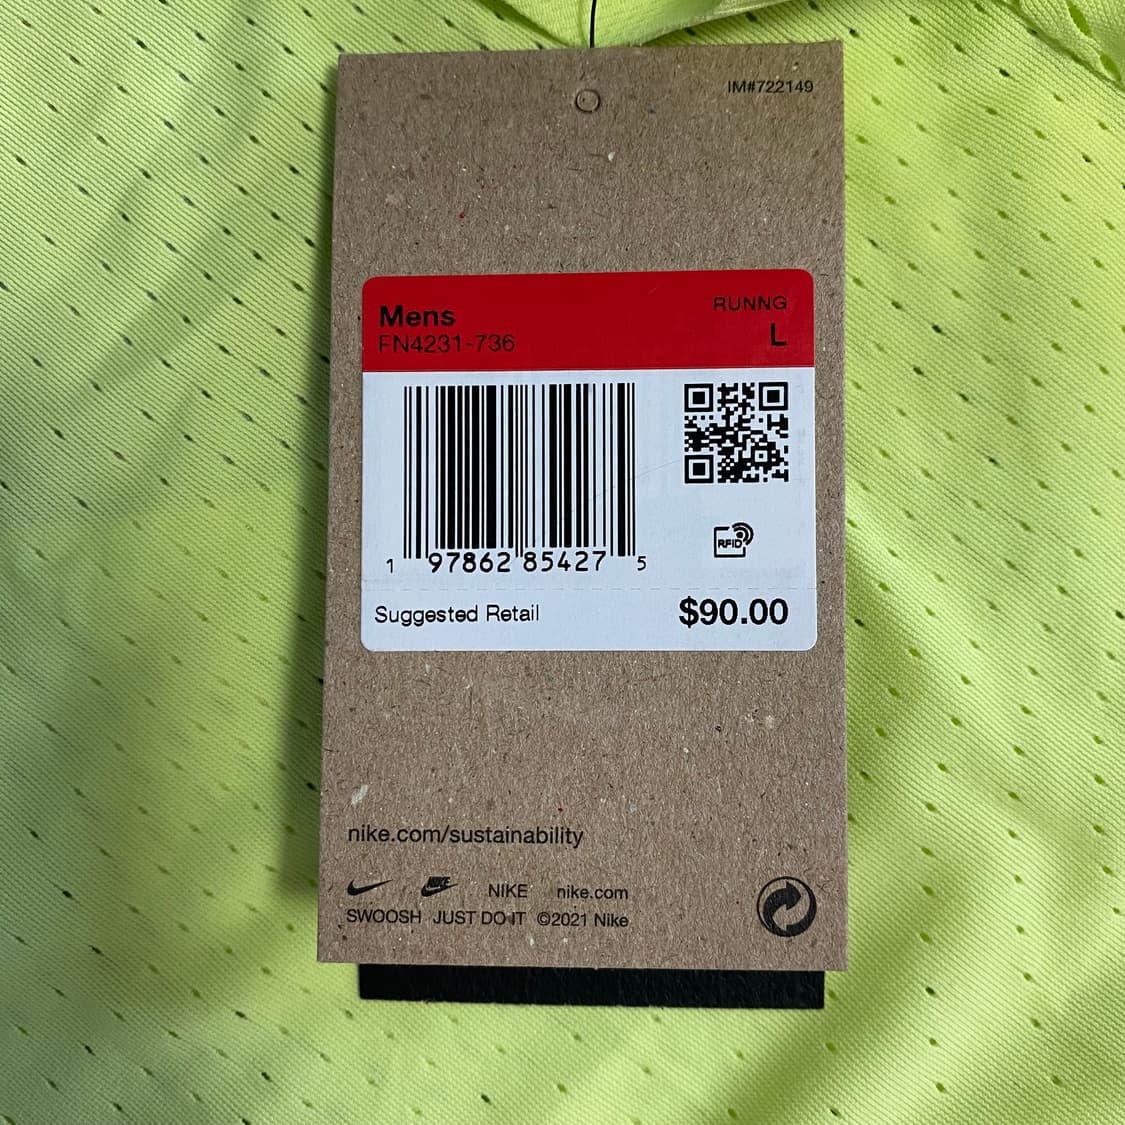 IM#722149
Mens RUNNG
FN4231-736 L
1 97862 85427 5
RFID
Suggested Retail $90.00
nike.com/sustainability
NIKE NIKE nike.com
SWOOSH JUST DO IT ©2021 Nike